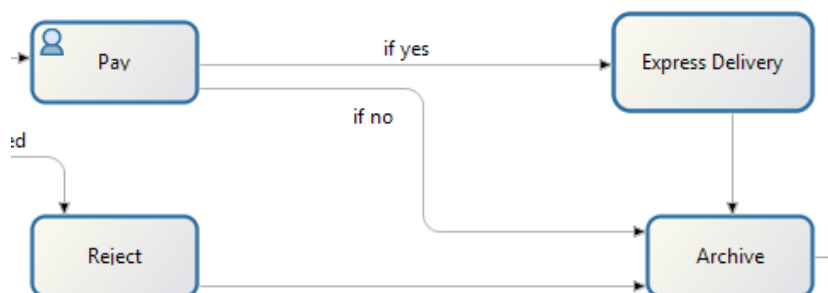 Pay
if yes
Express Delivery
if no
ed
Reject
Archive